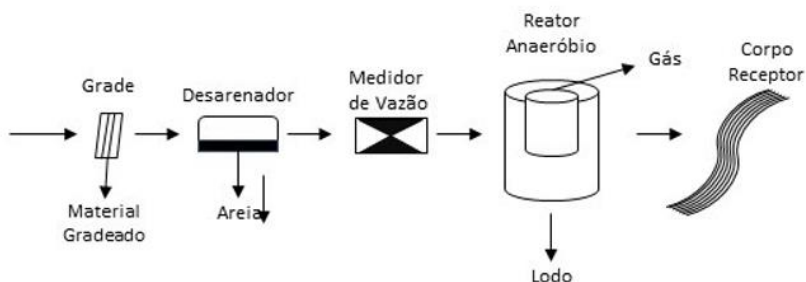 Grade
Material
Gradeado
Desarenador
Areia
Medidor
de Vazão
Reator
Anaeróbio
Gás
Lodo
Corpo
Receptor